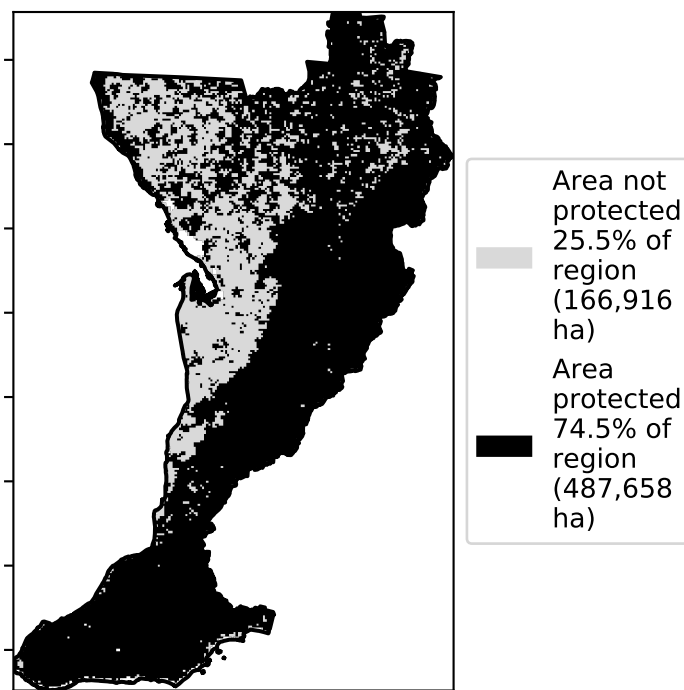 Area not
protected
25.5% of
region
(166,916
ha)
Area
protected
74.5% of
region
(487,658
ha)